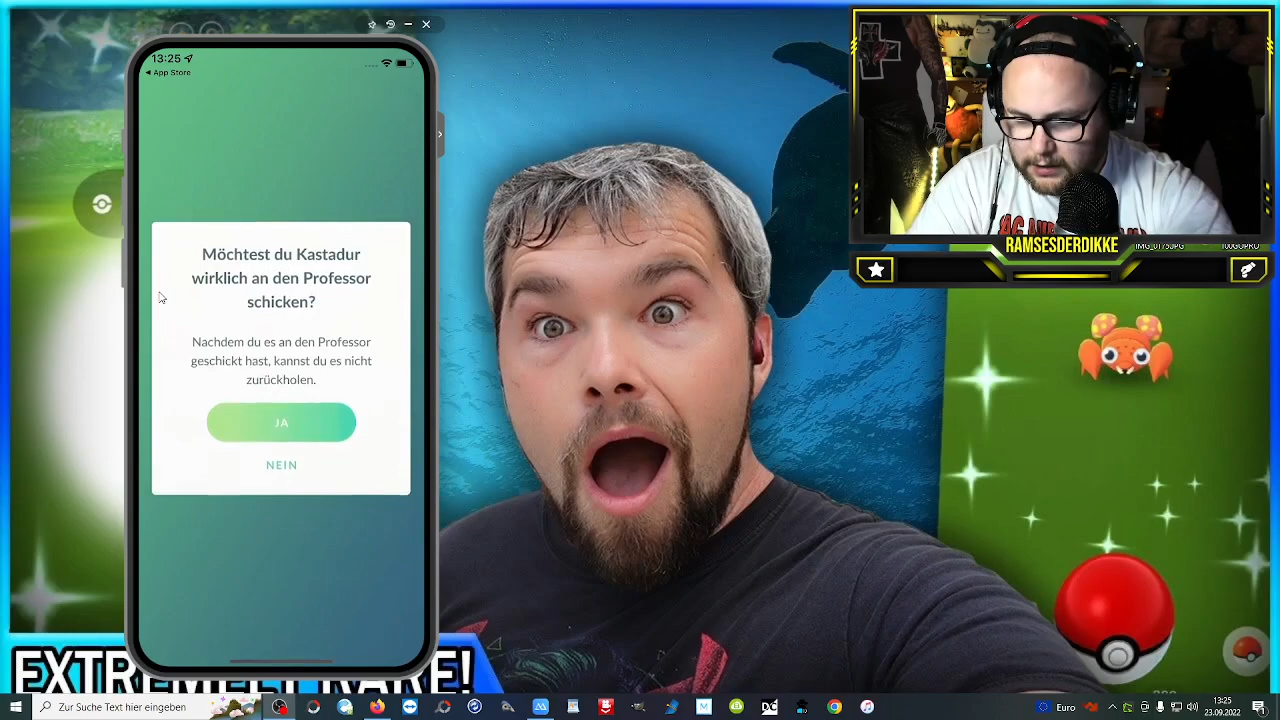 13:25
App Store
Möchtest du Kastadur
wirklich an den Professor
schicken?
Nachdem du es an den Professor
geschickt hast, kannst du es nicht
zurückholen.
JA
NEIN
RAMSESDERDIKKE
Zur Suche Text hier eingeben
Euro
13:25
23.09.2022